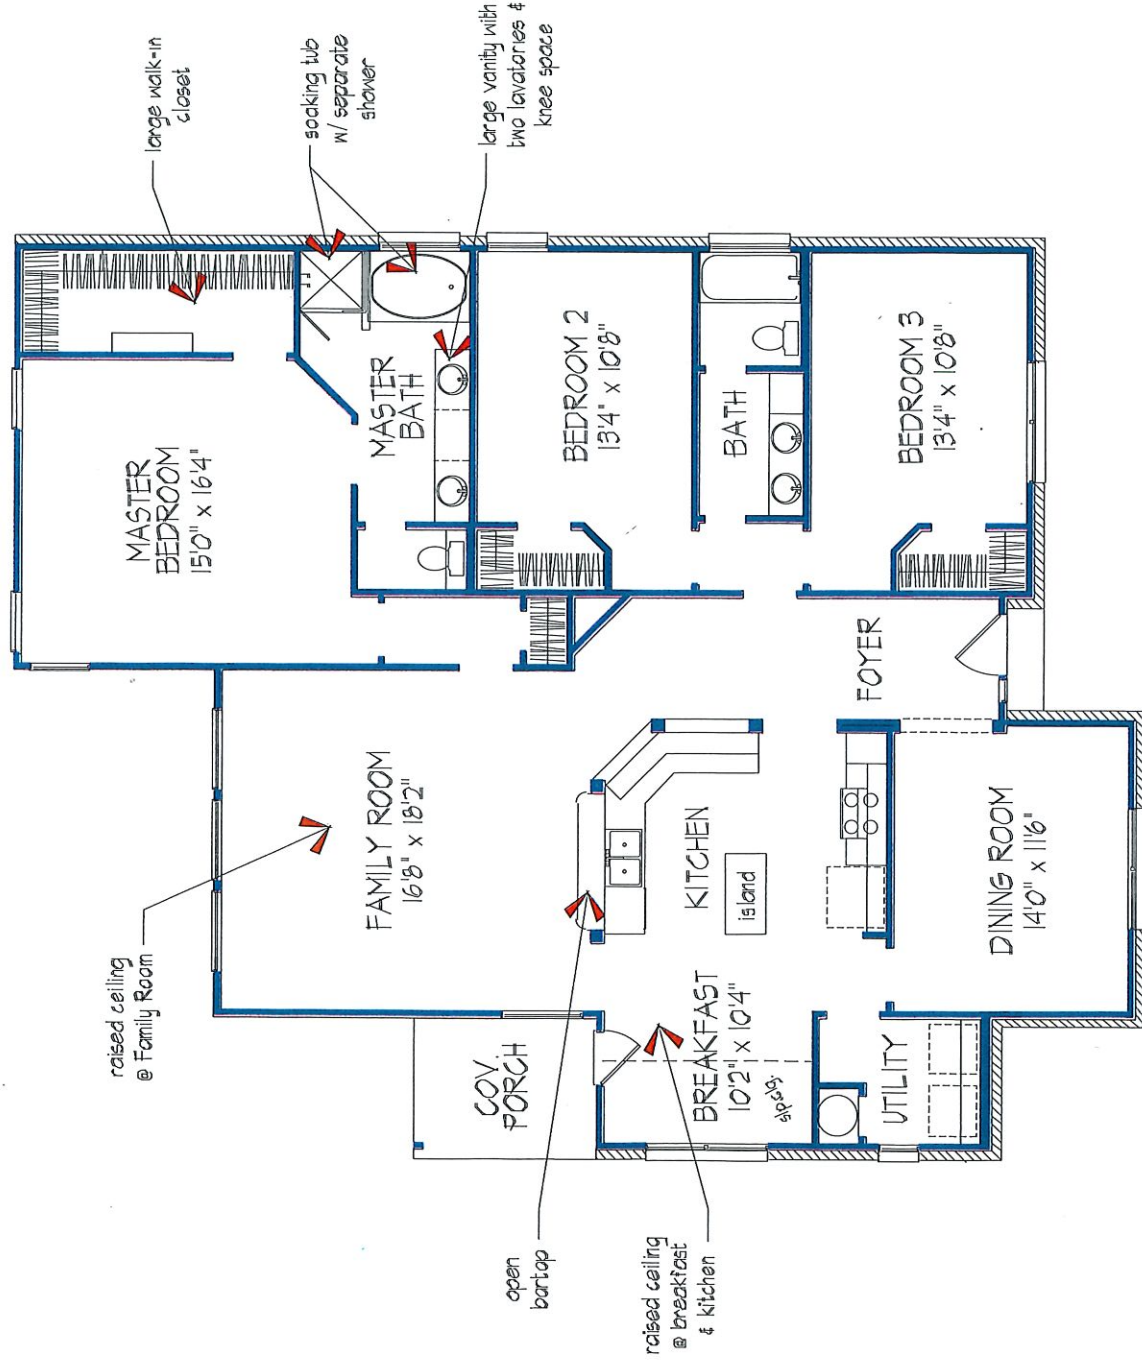 large walk-in
closet
soaking tub
w/ separate
shower
large vanity with
two lavatories &
knee space
MASTER
BEDROOM
15'0" x 16'4"
MASTER
BATH
BEDROOM 2
13'4" x 10'8"
BATH
BEDROOM 3
13'4" x 10'8"
raised ceiling
@ Family Room
FAMILY ROOM
16'8" x 18'2"
FOYER
KITCHEN
island
DINING ROOM
14'0" x 11'6"
COV.
PORCH
BREAKFAST
10'2" x 10'4"
slp.clg.
UTILITY
open
bartop
raised ceiling
@ breakfast
& kitchen